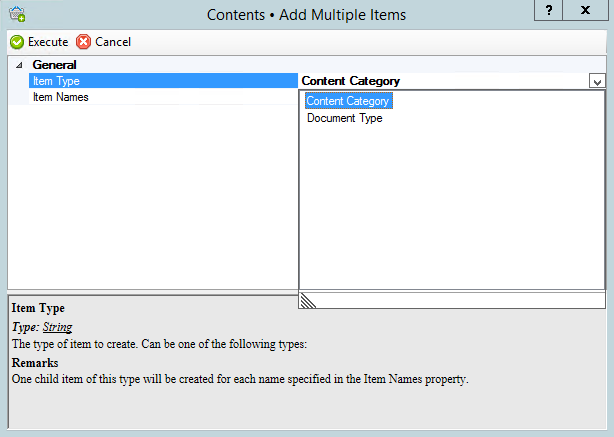 Contents • Add Multiple Items
? X
Execute Cancel
General
Item Type Content Category
Item Names
Content Category
Document Type
Item Type
Type: String
The type of item to create. Can be one of the following types:
Remarks
One child item of this type will be created for each name specified in the Item Names property.